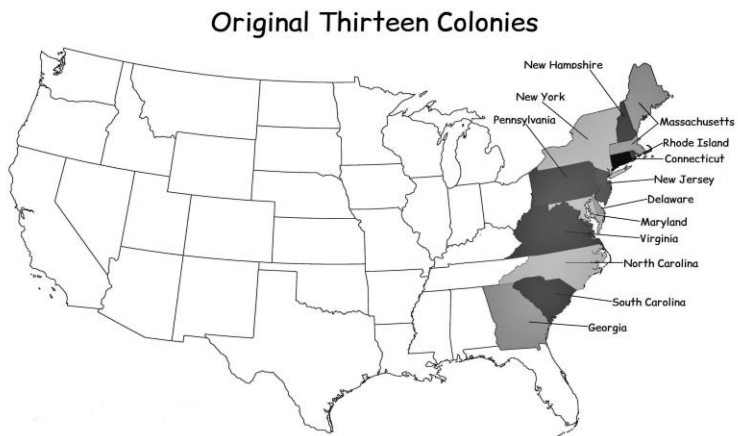 Original Thirteen Colonies
New Hampshire
New York
Pennsylvania
Massachusetts
Rhode Island
Connecticut
New Jersey
Delaware
Maryland
Virginia
North Carolina
South Carolina
Georgia